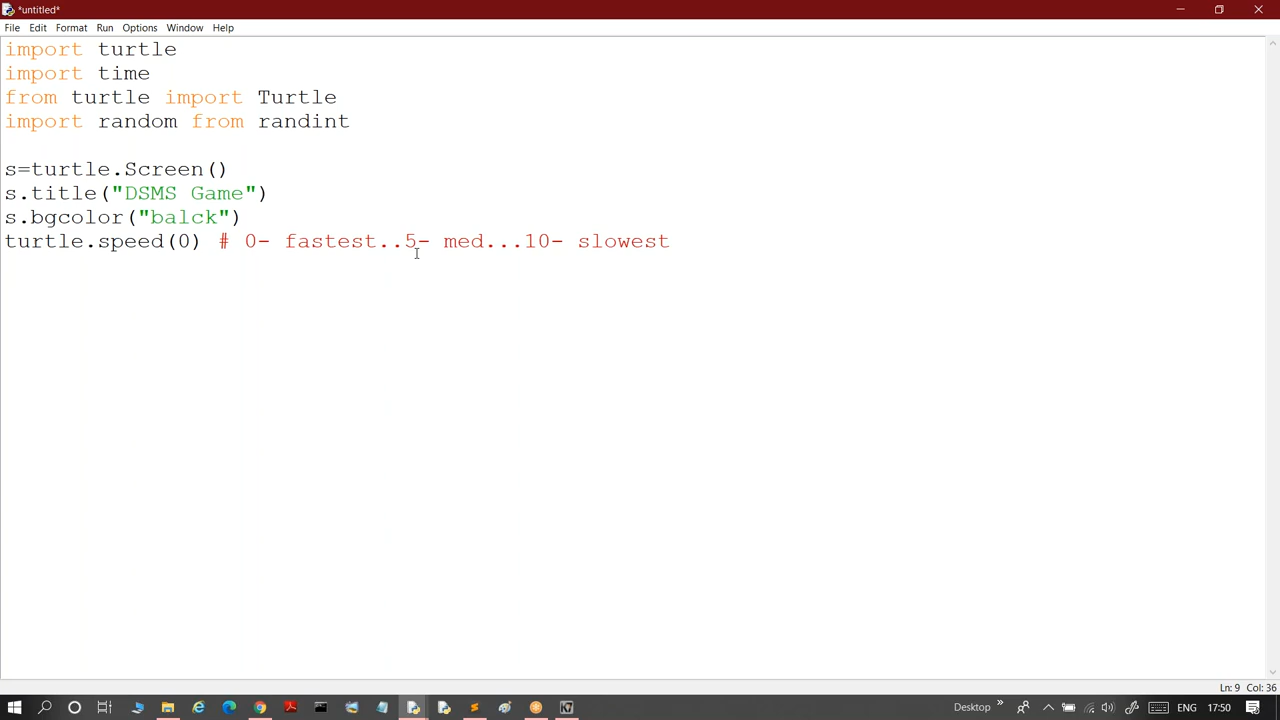 *untitled*
File Edit Format Run Options Window Help
import turtle
import time
from turtle import Turtle
import random from randint
s=turtle.Screen()
s.title("DSMS Game")
s.bgcolor("balck")
turtle.speed(0) # 0- fastest..5- med...10- slowest
Ln: 9 Col: 36
Desktop ENG 17:50